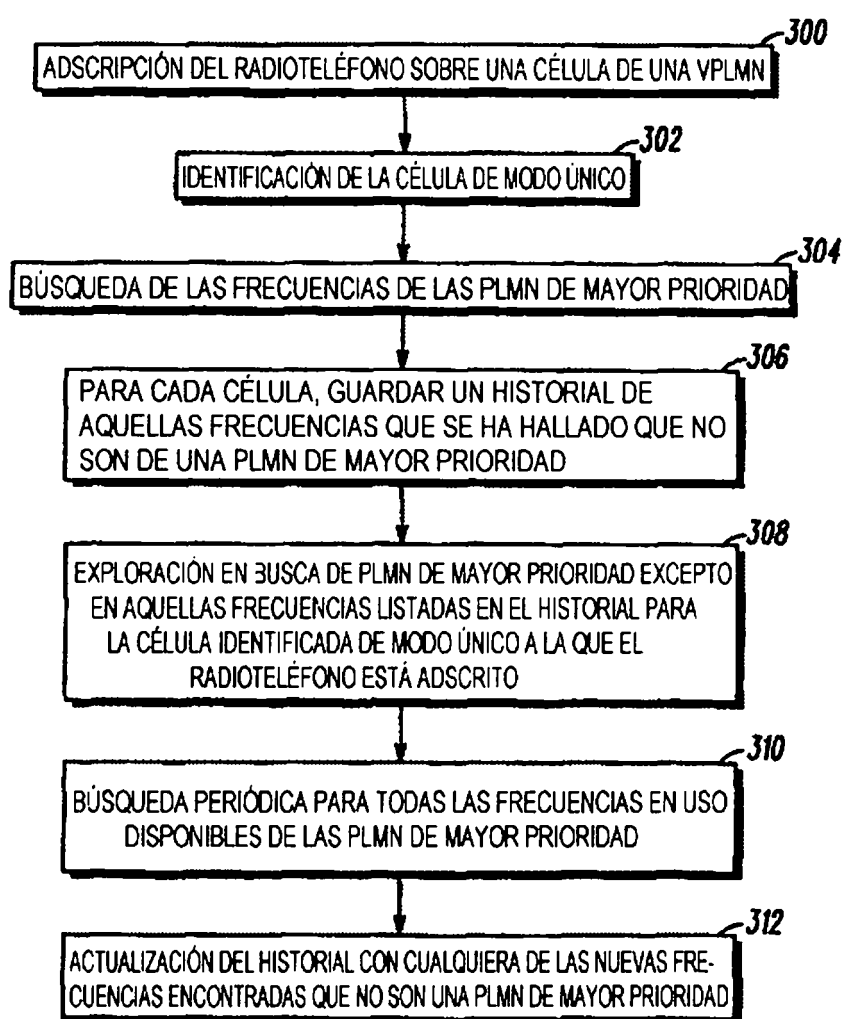 300
ADSCRIPCIÓN DEL RADIOTELÉFONO SOBRE UNA CÉLULA DE UNA VPLMN
302
IDENTIFICACIÓN DE LA CÉLULA DE MODO ÚNICO
304
BÚSQUEDA DE LAS FRECUENCIAS DE LAS PLMN DE MAYOR PRIORIDAD
306
PARA CADA CÉLULA, GUARDAR UN HISTORIAL DE
AQUELLAS FRECUENCIAS QUE SE HA HALLADO QUE NO
SON DE UNA PLMN DE MAYOR PRIORIDAD
308
EXPLORACIÓN EN BUSCA DE PLMN DE MAYOR PRIORIDAD EXCEPTO
EN AQUELLAS FRECUENCIAS LISTADAS EN EL HISTORIAL PARA
LA CÉLULA IDENTIFICADA DE MODO ÚNICO A LA QUE EL
RADIOTELÉFONO ESTÁ ADSCRITO
310
BÚSQUEDA PERIÓDICA PARA TODAS LAS FRECUENCIAS EN USO
DISPONIBLES DE LAS PLMN DE MAYOR PRIORIDAD
312
ACTUALIZACIÓN DEL HISTORIAL CON CUALQUIERA DE LAS NUEVAS FRE-
CUENCIAS ENCONTRADAS QUE NO SON UNA PLMN DE MAYOR PRIORIDAD